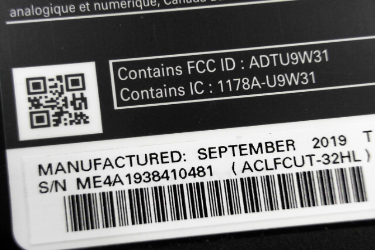 analogique et numérique, Canada
Contains FCC ID : ADTU9W31
Contains IC : 1178A-U9W31
MANUFACTURED: SEPTEMBER 2019 T
S/N ME4A1938410481 (ACLFCUT-32HL)